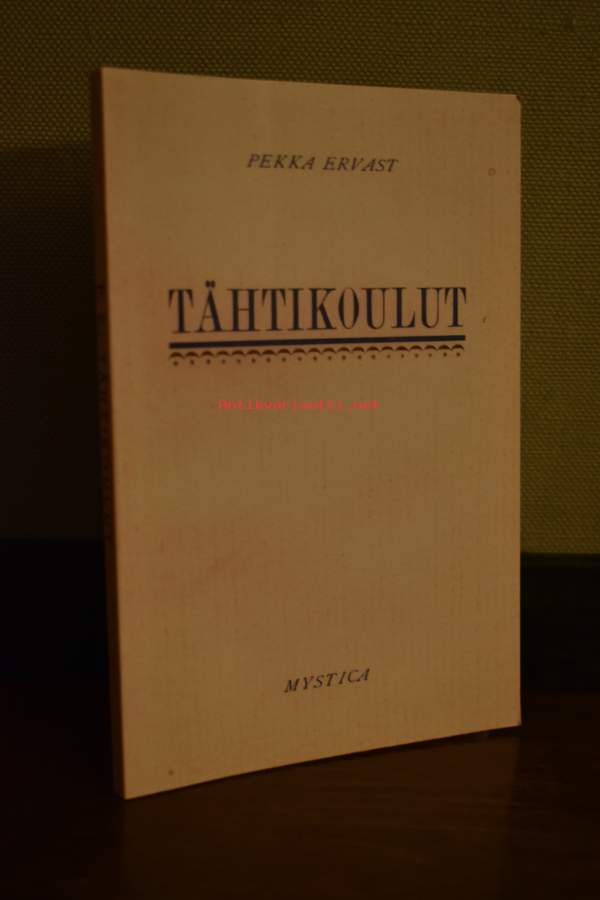 PEKKA ERVAST
TÄHTIKOULUT
Antikvariaatti.net
MYSTICA